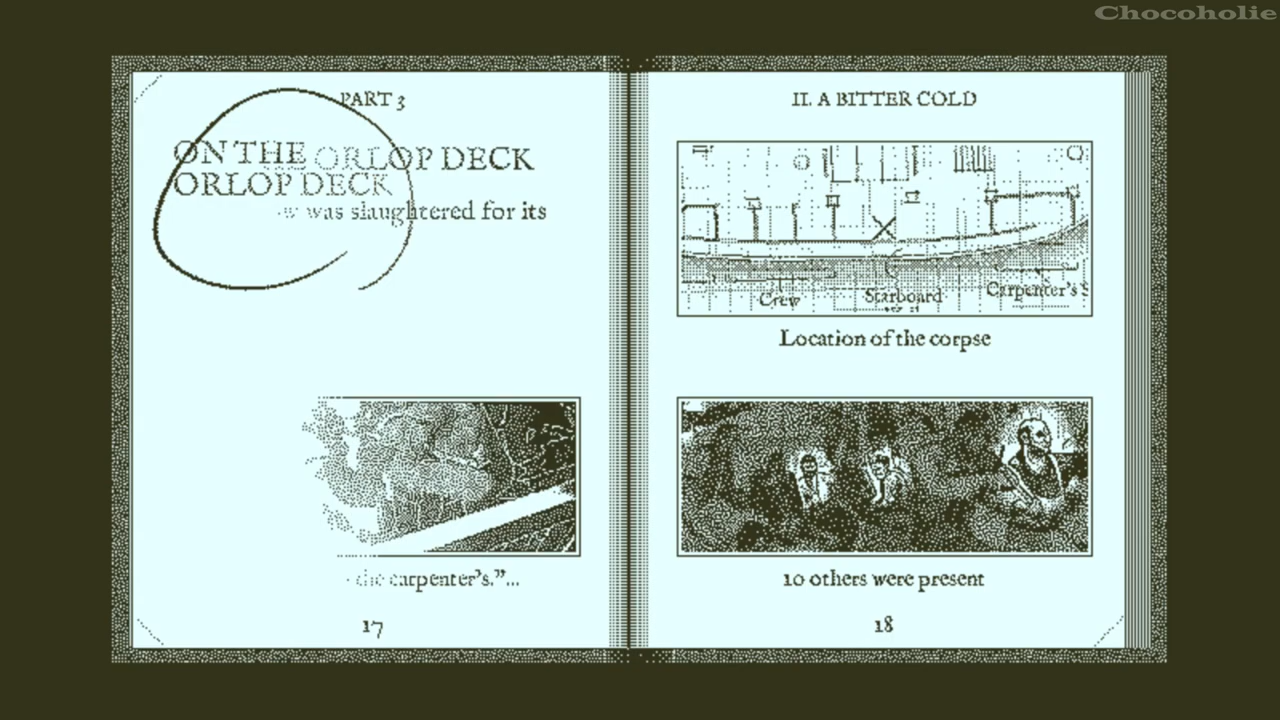 Chocoholie
PART 3
ON THE ORLOP DECK
ORLOP DECK
was slaughtered for its
the carpenter's."...
17
II. A BITTER COLD
Crew
Starboard
Carpenter's S
Location of the corpse
10 others were present
18